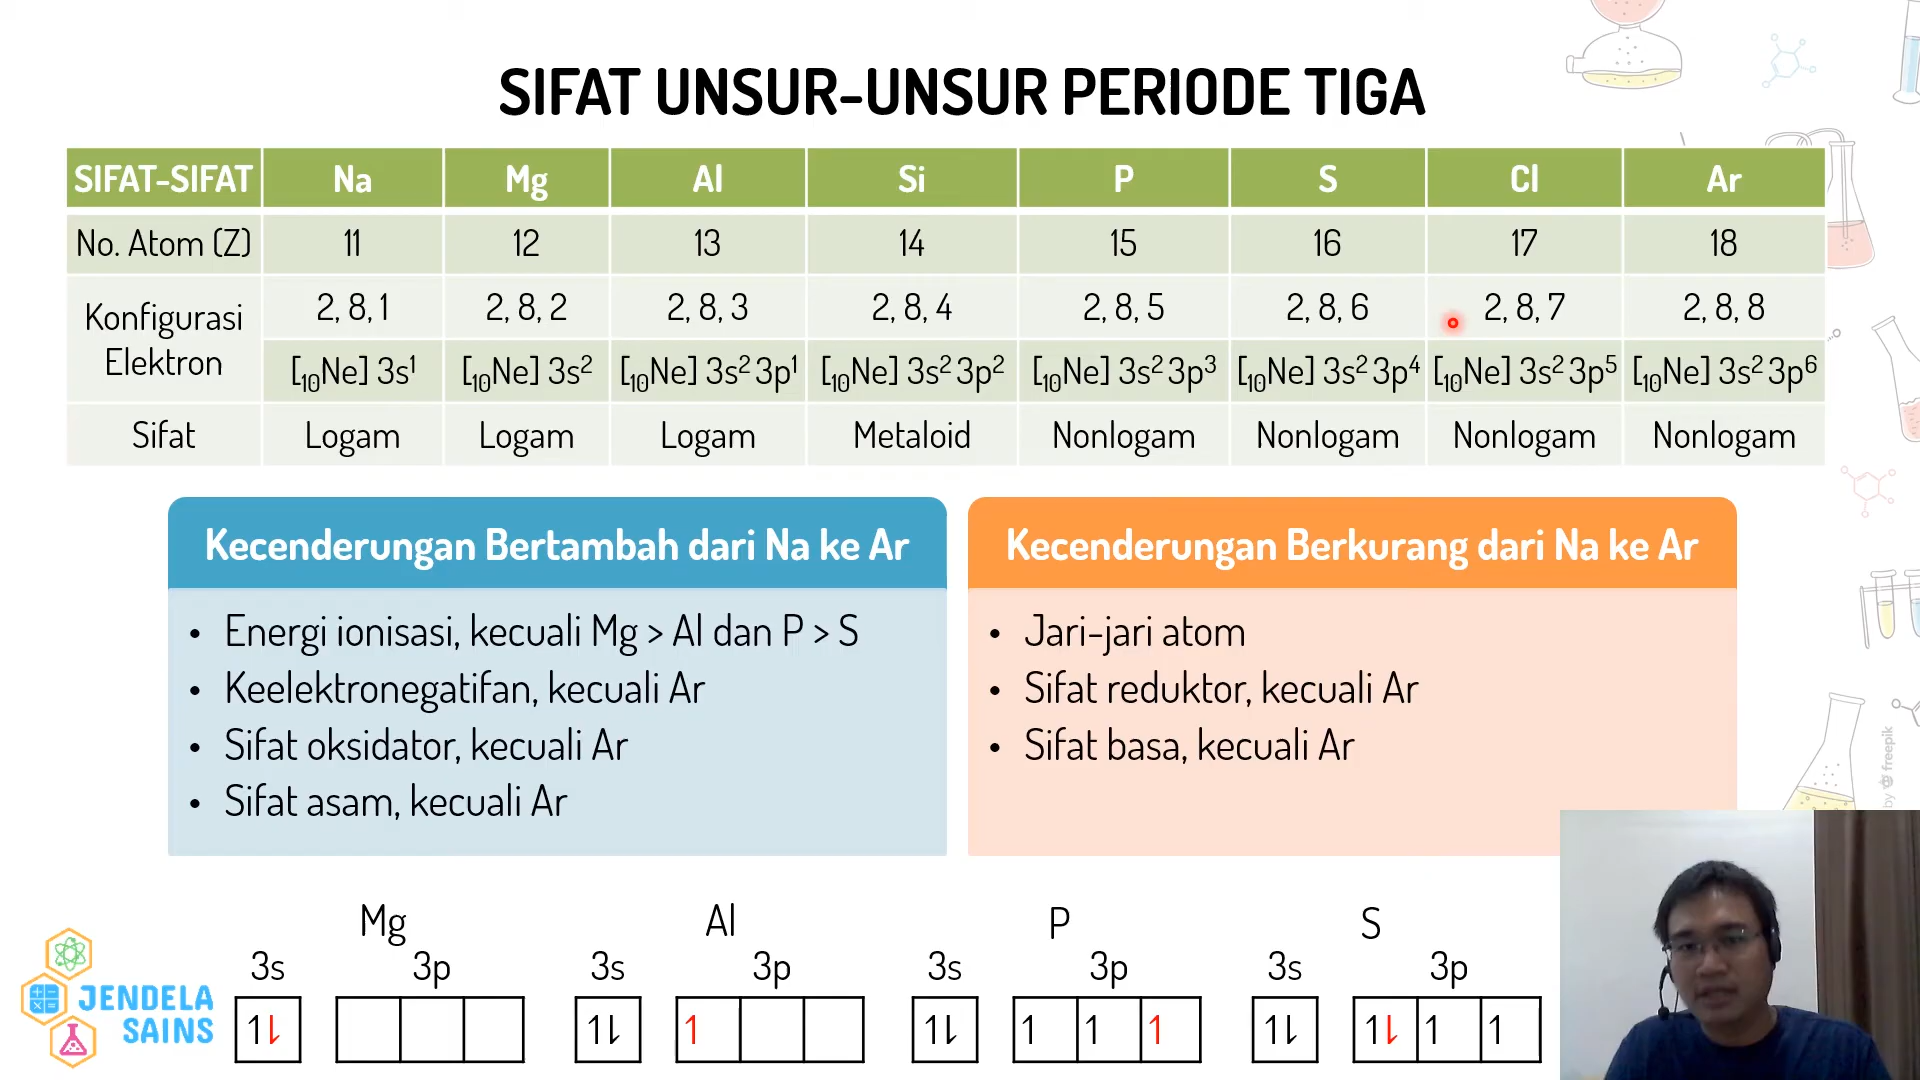 SIFAT UNSUR-UNSUR PERIODE TIGA
SIFAT-SIFAT Na Mg Al Si P S Cl Ar
No. Atom (Z) 11 12 13 14 15 16 17 18
Konfigurasi Elektron 2, 8, 1 2, 8, 2 2, 8, 3 2, 8, 4 2, 8, 5 2, 8, 6 2, 8, 7 2, 8, 8
[₁₀Ne] 3s¹ [₁₀Ne] 3s² [₁₀Ne] 3s² 3p¹ [₁₀Ne] 3s² 3p² [₁₀Ne] 3s² 3p³ [₁₀Ne] 3s² 3p⁴ [₁₀Ne] 3s² 3p⁵ [₁₀Ne] 3s² 3p⁶
Sifat Logam Logam Logam Metaloid Nonlogam Nonlogam Nonlogam Nonlogam
Kecenderungan Bertambah dari Na ke Ar
• Energi ionisasi, kecuali Mg > Al dan P > S
• Keelektronegatifan, kecuali Ar
• Sifat oksidator, kecuali Ar
• Sifat asam, kecuali Ar
Kecenderungan Berkurang dari Na ke Ar
• Jari-jari atom
• Sifat reduktor, kecuali Ar
• Sifat basa, kecuali Ar
by freepik
Mg Al P S
3s 3p 3s 3p 3s 3p 3s 3p
⥮ ⥮ ↿ ⥮ ↿ ↿ ↿ ⥮ ⥮ ↿ ↿
JENDELA
SAINS